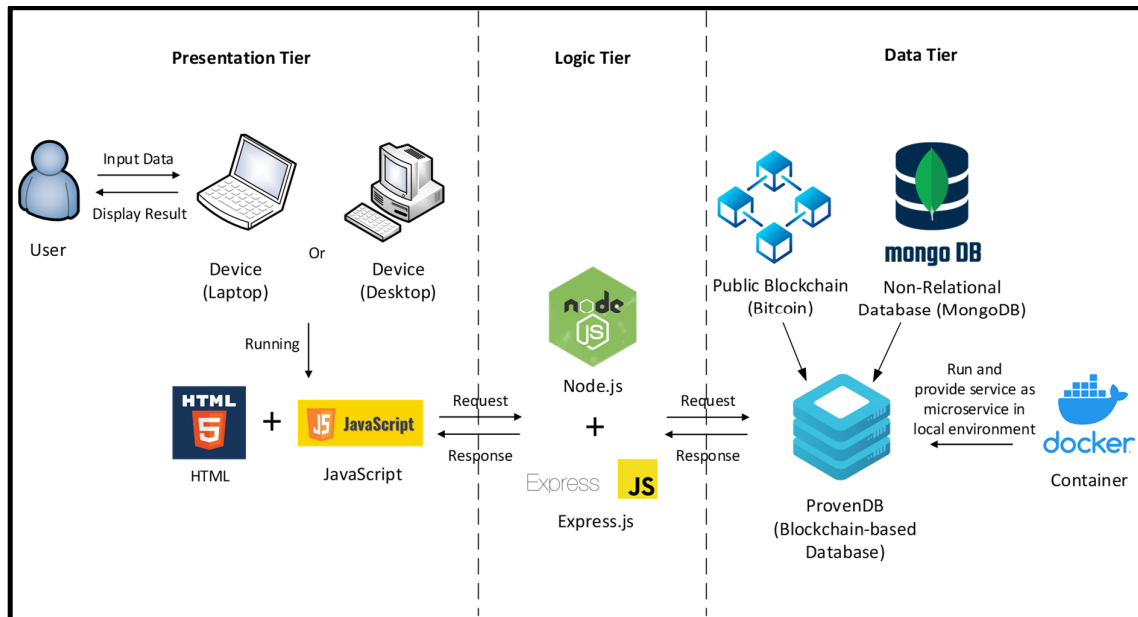 Presentation Tier
Logic Tier
Data Tier
Input Data
Display Result
User
Device
(Laptop)
Or
Device
(Desktop)
Running
HTML
5
HTML
+
JS JavaScript
JavaScript
Request
Response
node
JS
Node.js
+
Express
JS
Express.js
Request
Response
Public Blockchain
(Bitcoin)
mongo DB
Non-Relational
Database (MongoDB)
ProvenDB
(Blockchain-based
Database)
Run and
provide service as
microservice in
local environment
docker
Container